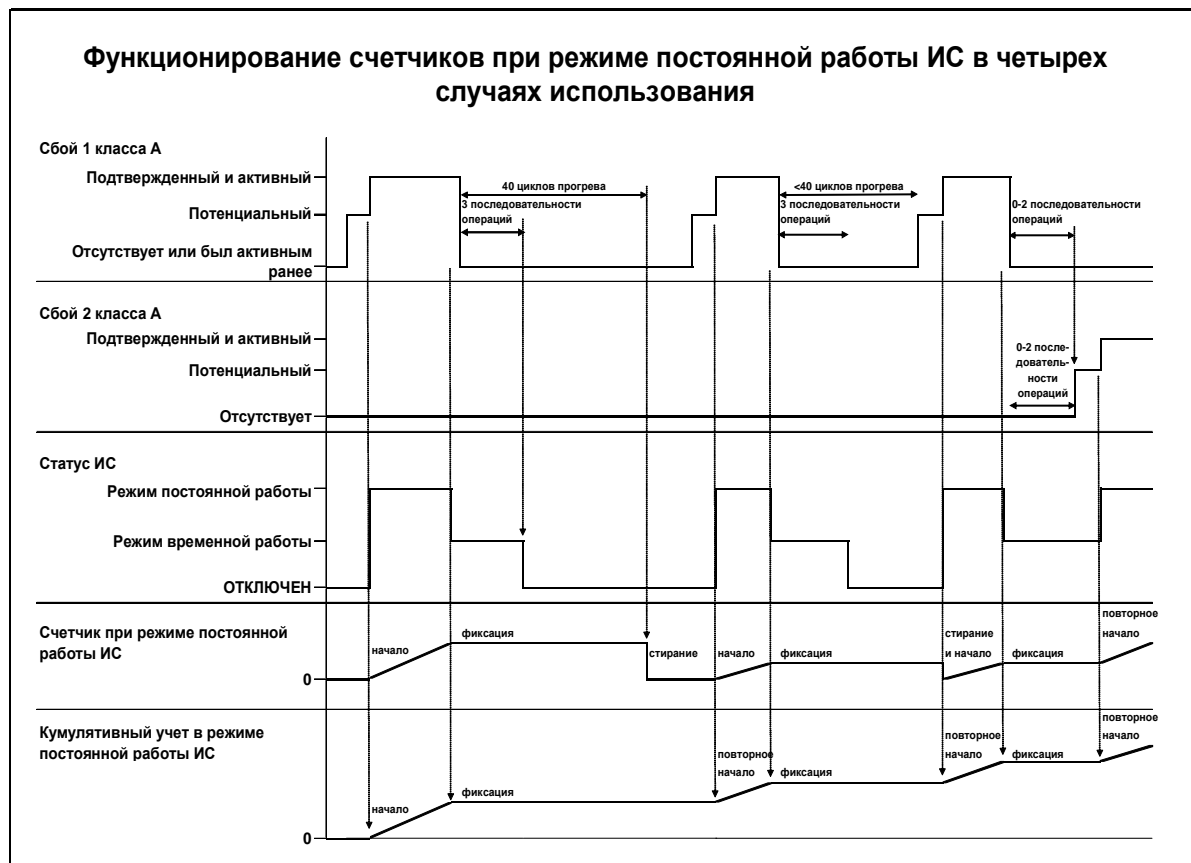 Функционирование счетчиков при режиме постоянной работы ИС в четырех
случаях использования
Сбой 1 класса А
Подтвержденный и активный
Потенциальный
Отсутствует или был активным
ранее
40 циклов прогрева
3 последовательности
операций
<40 циклов прогрева
3 последовательности
операций
0-2 последовательности
операций
Сбой 2 класса А
Подтвержденный и активный
Потенциальный
Отсутствует
0-2 после-
дователь-
ности
операций
Статус ИС
Режим постоянной работы
Режим временной работы
ОТКЛЮЧЕН
Счетчик при режиме постоянной
работы ИС
0
начало
фиксация
стирание
начало
фиксация
стирание
и начало
фиксация
повторное
начало
Кумулятивный учет в режиме
постоянной работы ИС
0
начало
фиксация
повторное
начало
фиксация
повторное
начало
фиксация
повторное
начало